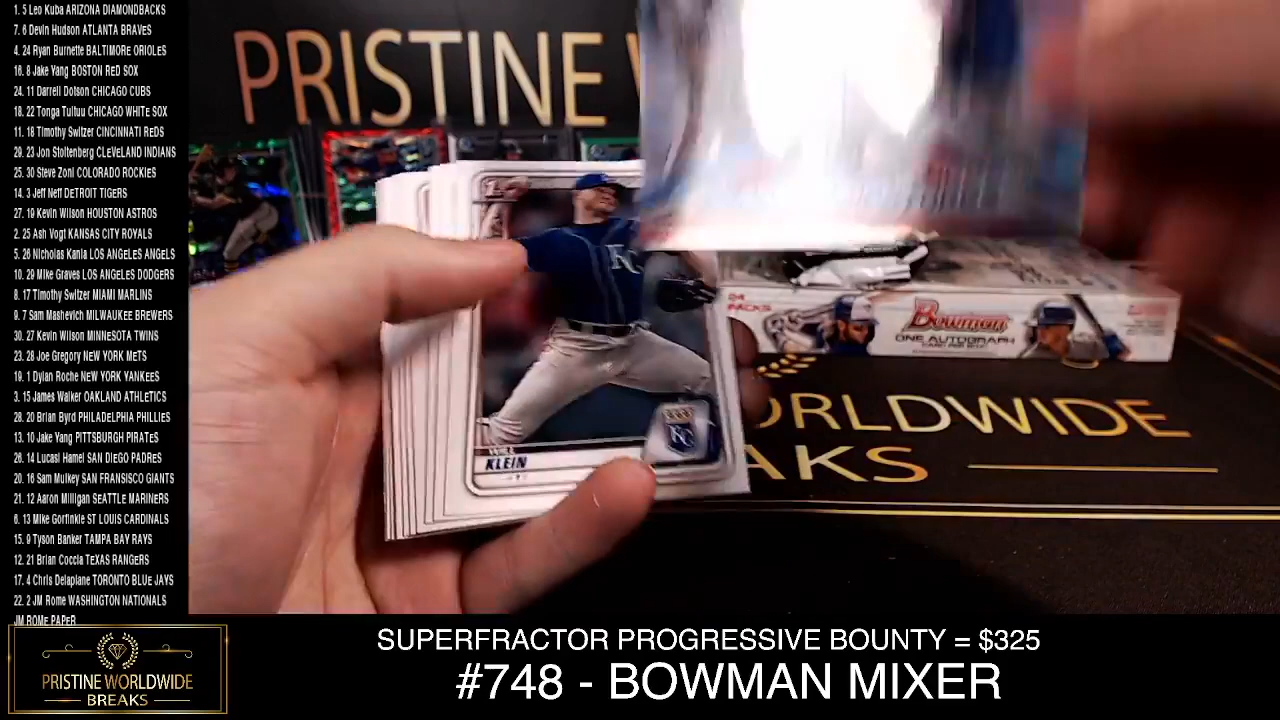 1. 5 Leo Kuba ARIZONA DIAMONDBACKS
7. 6 Devin Hudson ATLANTA BRAVeS
4. 24 Ryan Burnette BALTIMORE ORIOLES
16. 8 Jake Yang BOSTON RED SOX
24. 11 Darrell Dotson CHICAGO CUBS
18. 22 Tonga Tuituu CHICAGO WHITe SOX
11. 18 Timothy Switzer CINCINNATI ReDS
29. 23 Jon Stoltenberg CLeVeLAND INDIANS
25. 30 Steve Zoni COLORADO ROCKIeS
14. 3 Jeff Neff DETROIT TIGERS
27. 19 Kevin Wilson HOUSTON ASTROS
2. 25 Ash Vogt KANSAS CITY ROYALS
5. 26 Nicholas Kania LOS ANGELES ANGELS
10. 29 Mike Graves LOS ANGELES DODGERS
8. 17 Timothy Switzer MIAMI MARLINS
9. 7 Sam Mashevich MILWAUKEE BREWERS
30. 27 Kevin Wilson MINNeSOTA TWINS
23. 28 Joe Gregory NEW YORK METS
19. 1 Dylan Roche NeW YORK YANKeeS
3. 15 James Walker OAKLAND ATHLETICS
28. 20 Brian Byrd PHILADELPHIA PHILLIES
13. 10 Jake Yang PITTSBURGH PIRATeS
26. 14 Lucasl Hamel SAN DIeGO PADRES
20. 16 Sam Mulkey SAN FRANSISCO GIANTS
21. 12 Aaron Milligan SEATTLE MARINERS
6. 13 Mike Gorfinkle ST LOUIS CARDINALS
15. 9 Tyson Banker TAMPA BAY RAYS
12. 21 Brian Coccia TeXAS RANGERS
17. 4 Chris Delaplane TORONTO BLUe JAYS
22. 2 JM Rome WASHINGTON NATIONALS
JM ROMe PAPeR
PRISTINE WORLDWIDE
BREAKS
PRISTINE
24
PACKS
Bowman
ONE AUTOGRAPH
KC
WILL
KLEIN
ORLDWIDE
AKS
SUPERFRACTOR PROGRESSIVE BOUNTY = $325
#748 - BOWMAN MIXER